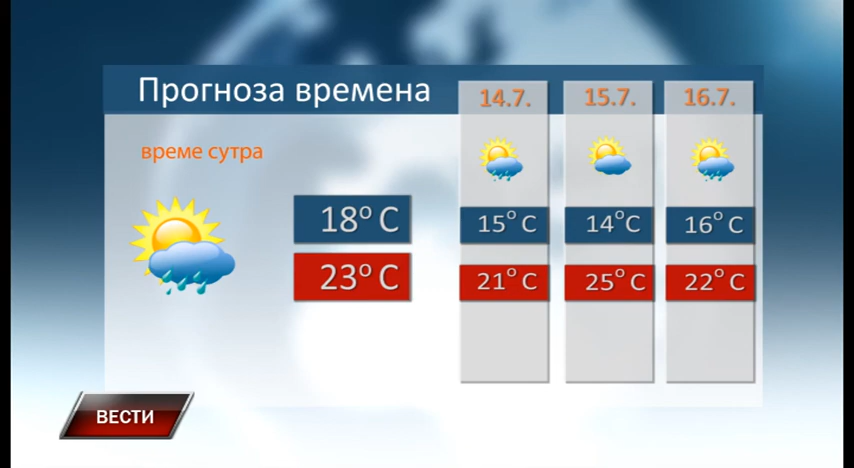 Прогноза времена
време сутра
18° C
23° C
14.7.
15.7.
16.7.
15° C
14°C
16° C
21° C
25° C
22° C
ВЕСТИ